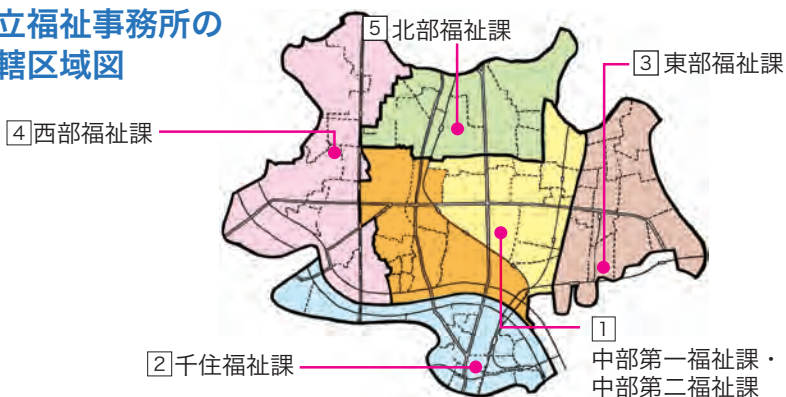 立福祉事務所の
轄区域図
5 北部福祉課
3 東部福祉課
4 西部福祉課
1
中部第一福祉課・
中部第二福祉課
2 千住福祉課